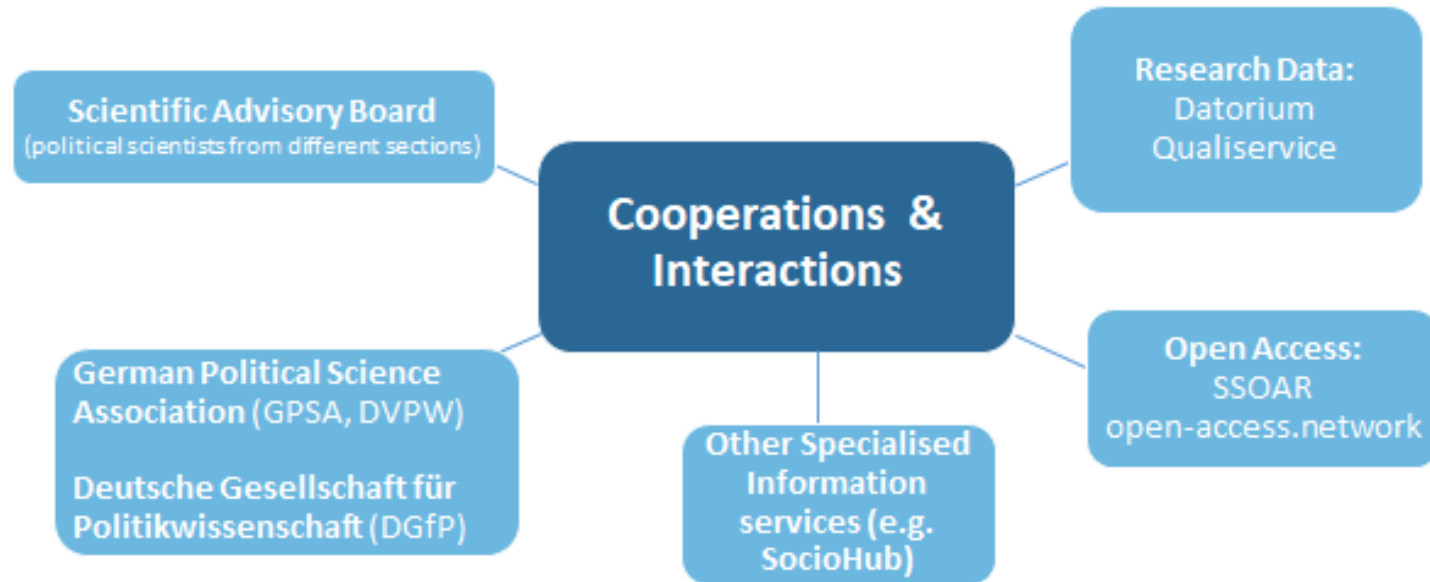 Scientific Advisory Board
(political scientists from different sections)
Research Data:
Datorium
Qualiservice
Cooperations &
Interactions
German Political Science
Association (GPSA, DVPW)
Deutsche Gesellschaft für
Politikwissenschaft (DGfP)
Other Specialised
Information
services (e.g.
SocioHub)
Open Access:
SSOAR
open-access.network